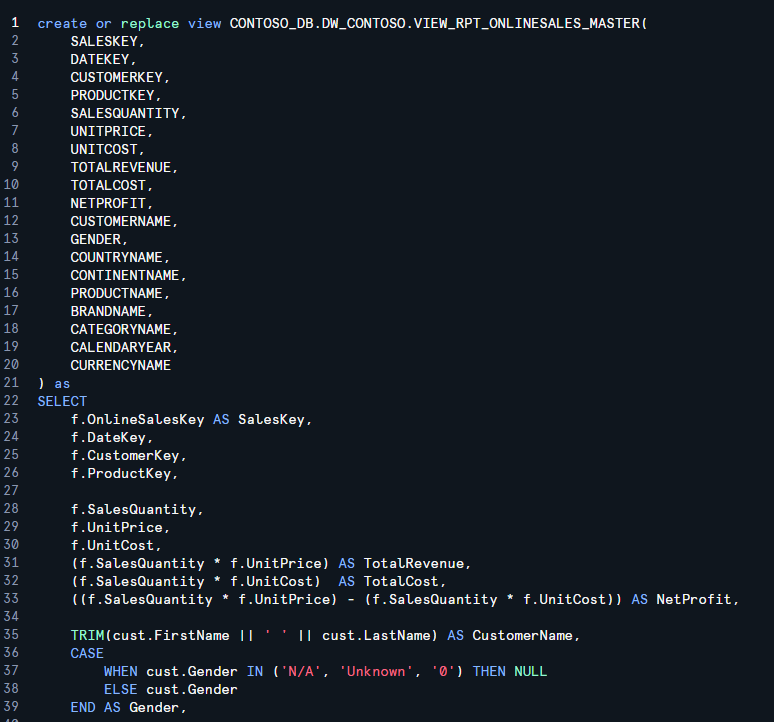 1 create or replace view CONTOSO_DB.DW_CONTOSO.VIEW_RPT_ONLINESALES_MASTER(
2 SALESKEY,
3 DATEKEY,
4 CUSTOMERKEY,
5 PRODUCTKEY,
6 SALESQUANTITY,
7 UNITPRICE,
8 UNITCOST,
9 TOTALREVENUE,
10 TOTALCOST,
11 NETPROFIT,
12 CUSTOMERNAME,
13 GENDER,
14 COUNTRYNAME,
15 CONTINENTNAME,
16 PRODUCTNAME,
17 BRANDNAME,
18 CATEGORYNAME,
19 CALENDARYEAR,
20 CURRENCYNAME
21 ) as
22 SELECT
23 f.OnlineSalesKey AS SalesKey,
24 f.DateKey,
25 f.CustomerKey,
26 f.ProductKey,
27
28 f.SalesQuantity,
29 f.UnitPrice,
30 f.UnitCost,
31 (f.SalesQuantity * f.UnitPrice) AS TotalRevenue,
32 (f.SalesQuantity * f.UnitCost)  AS TotalCost,
33 ((f.SalesQuantity * f.UnitPrice) - (f.SalesQuantity * f.UnitCost)) AS NetProfit,
34
35 TRIM(cust.FirstName || ' ' || cust.LastName) AS CustomerName,
36 CASE
37 WHEN cust.Gender IN ('N/A', 'Unknown', '0') THEN NULL
38 ELSE cust.Gender
39 END AS Gender,